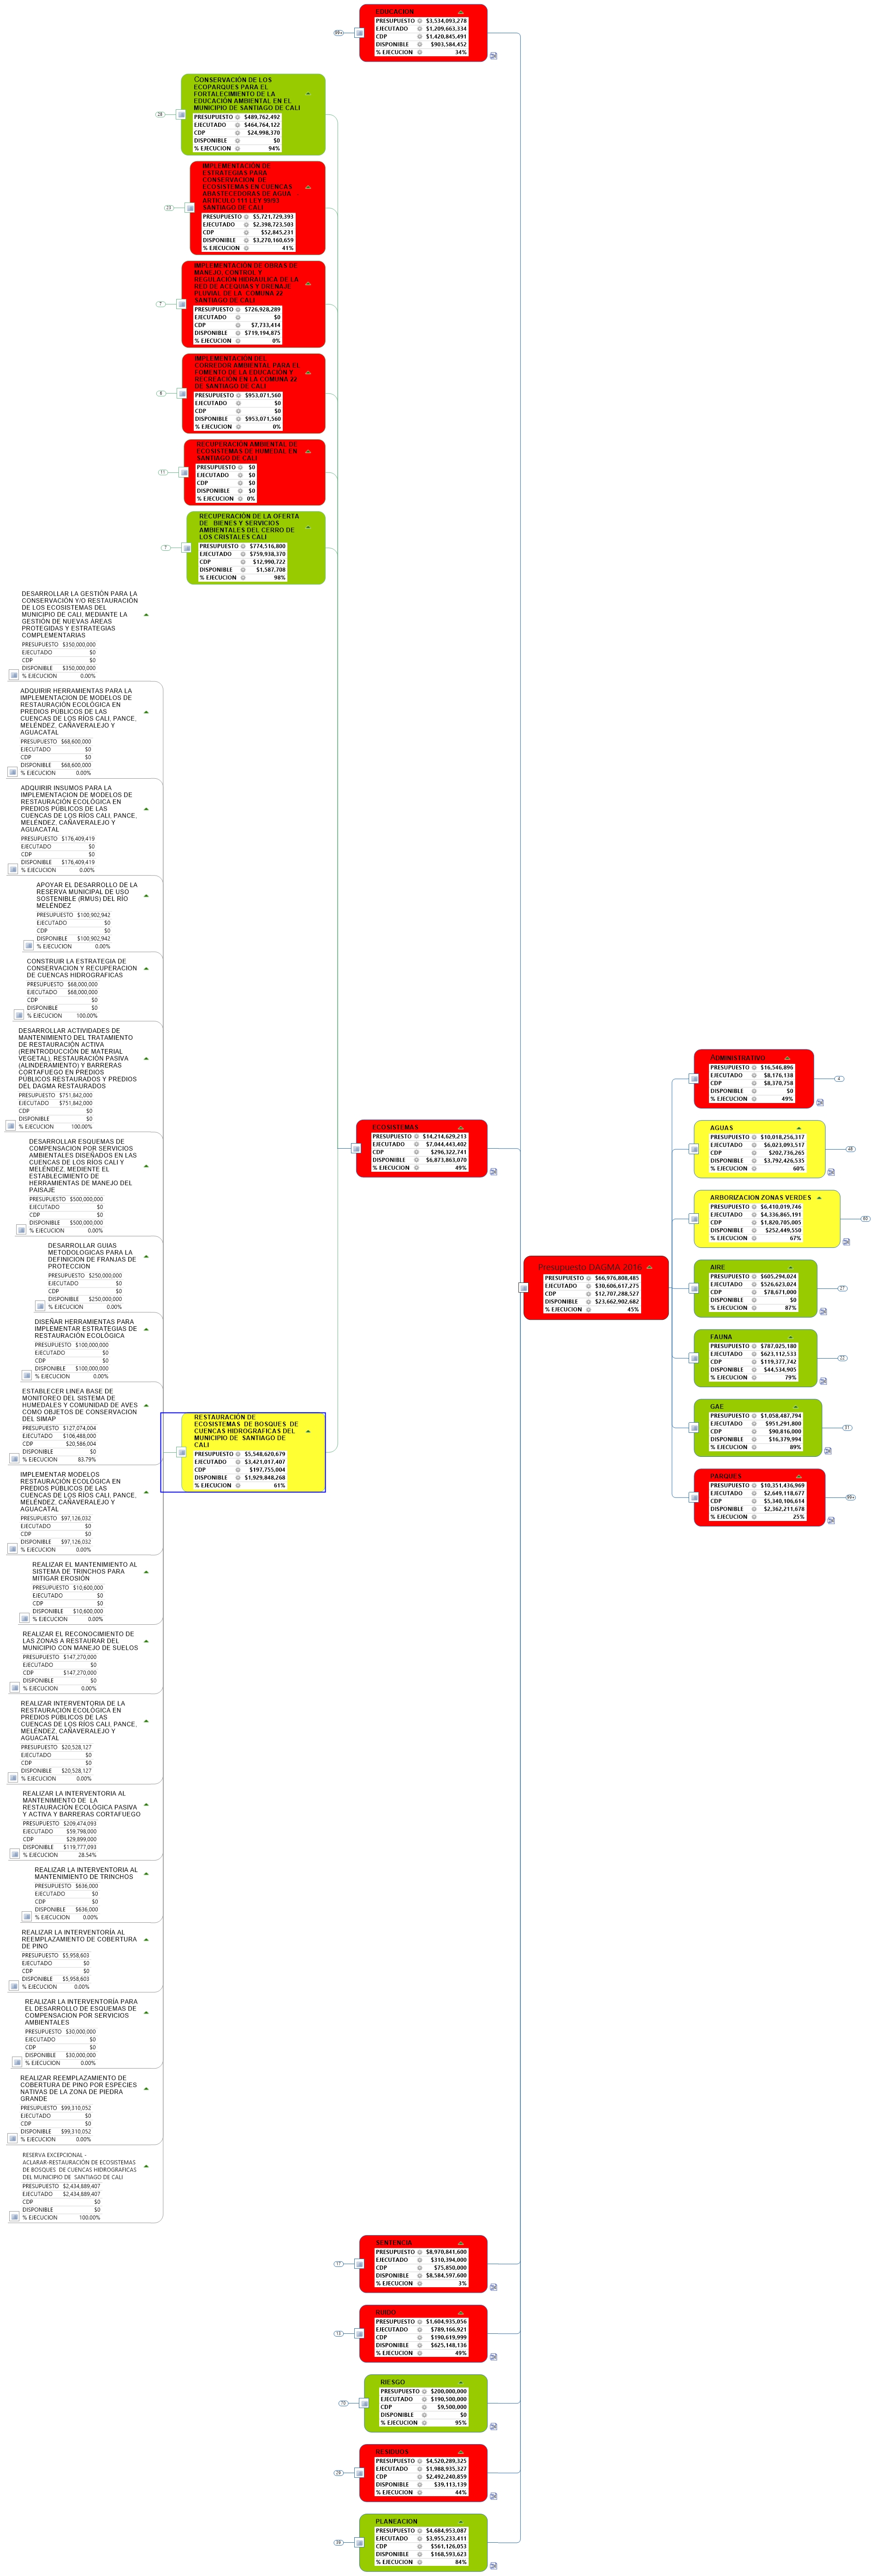 EDUCACION
PRESUPUESTO $3,534,093,278
EJECUTADO $1,209,663,334
CDP $1,420,845,491
DISPONIBLE $903,584,452
% EJECUCION 34%
99+
CONSERVACIÓN DE LOS
ECOPARQUES PARA EL
FORTALECIMIENTO DE LA
EDUCACIÓN AMBIENTAL EN EL
MUNICIPIO DE SANTIAGO DE CALI
PRESUPUESTO $489,762,492
EJECUTADO $464,764,122
CDP $24,998,370
DISPONIBLE $0
% EJECUCION 94%
28
IMPLEMENTACIÓN DE
ESTRATEGIAS PARA
CONSERVACIÓN DE
ECOSISTEMAS EN CUENCAS
ABASTECEDORAS DE AGUA
ARTICULO 111 LEY 99/93
SANTIAGO DE CALI
PRESUPUESTO $5,721,729,393
EJECUTADO $2,398,723,503
CDP $52,845,231
DISPONIBLE $3,270,160,659
% EJECUCION 41%
IMPLEMENTACIÓN DE OBRAS DE
MANEJO, CONTROL Y
REGULACIÓN HIDRAULICA DE LA
RED DE ACEQUIAS Y DRENAJE
PLUVIAL DE LA COMUNA 22
SANTIAGO DE CALI
PRESUPUESTO $726,928,289
EJECUTADO $0
CDP $7,733,414
DISPONIBLE $719,194,875
% EJECUCION 0%
7
IMPLEMENTACIÓN DEL
CORREDOR AMBIENTAL PARA EL
FOMENTO DE LA EDUCACIÓN Y
RECREACIÓN EN LA COMUNA 22
DE SANTIAGO DE CALI
PRESUPUESTO $953,071,560
EJECUTADO $0
CDP $0
DISPONIBLE $953,071,560
% EJECUCION 0%
RECUPERACIÓN AMBIENTAL DE
ECOSISTEMAS DE HUMEDAL EN
SANTIAGO DE CALI
PRESUPUESTO $0
EJECUTADO $0
CDP $0
DISPONIBLE $0
% EJECUCION 0%
11
RECUPERACIÓN DE LA OFERTA
DE BIENES Y SERVICIOS
AMBIENTALES DEL CERRO DE
LOS CRISTALES CALI
PRESUPUESTO $774,516,800
EJECUTADO $759,938,370
CDP $12,990,722
DISPONIBLE $1,587,708
% EJECUCION 98%
7
DESARROLLAR LA GESTIÓN PARA LA
CONSERVACIÓN Y/O RESTAURACIÓN
DE LOS ECOSISTEMAS DEL
MUNICIPIO DE CALI, MEDIANTE LA
GESTIÓN DE NUEVAS ÁREAS
PROTEGIDAS Y ESTRATEGIAS
COMPLEMENTARIAS
PRESUPUESTO $350,000,000
EJECUTADO $0
CDP $0
DISPONIBLE $350,000,000
% EJECUCION 0.00%
ADQUIRIR HERRAMIENTAS PARA LA
IMPLEMENTACION DE MODELOS DE
RESTAURACIÓN ECOLÓGICA EN
PREDIOS PÚBLICOS DE LAS
CUENCAS DE LOS RÍOS CALI, PANCE,
MELÉNDEZ, CAÑAVERALEJO Y
AGUACATAL
PRESUPUESTO $68,600,000
EJECUTADO $0
CDP $0
DISPONIBLE $68,600,000
% EJECUCION 0.00%
ADQUIRIR INSUMOS PARA LA
IMPLEMENTACION DE MODELOS DE
RESTAURACIÓN ECOLÓGICA EN
PREDIOS PÚBLICOS DE LAS
CUENCAS DE LOS RÍOS CALI, PANCE,
MELÉNDEZ, CAÑAVERALEJO Y
AGUACATAL
PRESUPUESTO $176,409,419
EJECUTADO $0
CDP $0
DISPONIBLE $176,409,419
% EJECUCION 0.00%
APOYAR EL DESARROLLO DE LA
RESERVA MUNICIPAL DE USO
SOSTENIBLE (RMUS) DEL RÍO
MELÉNDEZ
PRESUPUESTO $100,902,942
EJECUTADO $0
CDP $0
DISPONIBLE $100,902,942
% EJECUCION 0.00%
CONSTRUIR LA ESTRATEGIA DE
CONSERVACION Y RECUPERACION
DE CUENCAS HIDROGRAFICAS
PRESUPUESTO $68,000,000
EJECUTADO $68,000,000
CDP $0
DISPONIBLE $0
% EJECUCION 100.00%
DESARROLLAR ACTIVIDADES DE
MANTENIMIENTO DEL TRATAMIENTO
DE RESTAURACIÓN ACTIVA
(REINTRODUCCIÓN DE MATERIAL
VEGETAL), RESTAURACIÓN PASIVA
(ALINDERAMIENTO) Y BARRERAS
CORTAFUEGO EN PREDIOS
PÚBLICOS RESTAURADOS Y PREDIOS
DEL DAGMA RESTAURADOS
PRESUPUESTO $751,842,000
EJECUTADO $751,842,000
CDP $0
DISPONIBLE $0
% EJECUCION 100.00%
DESARROLLAR ESQUEMAS DE
COMPENSACION POR SERVICIOS
AMBIENTALES DISEÑADOS EN LAS
CUENCAS DE LOS RÍOS CALI Y
MELÉNDEZ, MEDIENTE EL
ESTABLECIMIENTO DE
HERRAMIENTAS DE MANEJO DEL
PAISAJE
PRESUPUESTO $500,000,000
EJECUTADO $0
CDP $0
DISPONIBLE $500,000,000
% EJECUCION 0.00%
DESARROLLAR GUIAS
METODOLOGICAS PARA LA
DEFINICION DE FRANJAS DE
PROTECCION
PRESUPUESTO $250,000,000
EJECUTADO $0
CDP $0
DISPONIBLE $250,000,000
% EJECUCION 0.00%
DISEÑAR HERRAMIENTAS PARA
IMPLEMENTAR ESTRATEGIAS DE
RESTAURACIÓN ECOLÓGICA
PRESUPUESTO $100,000,000
EJECUTADO $0
CDP $0
DISPONIBLE $100,000,000
% EJECUCION 0.00%
ESTABLECER LINEA BASE DE
MONITOREO DEL SISTEMA DE
HUMEDALES Y COMUNIDAD DE AVES
COMO OBJETOS DE CONSERVACION
DEL SIMAP
PRESUPUESTO $127,074,004
EJECUTADO $106,488,000
CDP $20,586,004
DISPONIBLE $0
% EJECUCION 83.79%
IMPLEMENTAR MODELOS
RESTAURACIÓN ECOLÓGICA EN
PREDIOS PÚBLICOS DE LAS
CUENCAS DE LOS RÍOS CALI, PANCE,
MELÉNDEZ, CAÑAVERALEJO Y
AGUACATAL
PRESUPUESTO $97,126,032
EJECUTADO $0
CDP $0
DISPONIBLE $97,126,032
% EJECUCION 0.00%
REALIZAR EL MANTENIMIENTO AL
SISTEMA DE TRINCHOS PARA
MITIGAR EROSIÓN
PRESUPUESTO $10,600,000
EJECUTADO $0
CDP $0
DISPONIBLE $10,600,000
% EJECUCION 0.00%
REALIZAR EL RECONOCIMIENTO DE
LAS ZONAS A RESTAURAR DEL
MUNICIPIO CON MANEJO DE SUELOS
PRESUPUESTO $147,270,000
EJECUTADO $0
CDP $147,270,000
DISPONIBLE $0
% EJECUCION 0.00%
REALIZAR INTERVENTORIA DE LA
RESTAURACIÓN ECOLÓGICA EN
PREDIOS PÚBLICOS DE LAS
CUENCAS DE LOS RÍOS CALI, PANCE,
MELÉNDEZ, CAÑAVERALEJO Y
AGUACATAL
PRESUPUESTO $20,528,127
EJECUTADO $0
CDP $0
DISPONIBLE $20,528,127
% EJECUCION 0.00%
REALIZAR LA INTERVENTORIA AL
MANTENIMIENTO DE LA
RESTAURACIÓN ECOLÓGICA PASIVA
Y ACTIVA Y BARRERAS CORTAFUEGO
PRESUPUESTO $209,474,093
EJECUTADO $59,798,000
CDP $29,899,000
DISPONIBLE $119,777,093
% EJECUCION 28.54%
REALIZAR LA INTERVENTORIA AL
MANTENIMIENTO DE TRINCHOS
PRESUPUESTO $636,000
EJECUTADO $0
CDP $0
DISPONIBLE $636,000
% EJECUCION 0.00%
REALIZAR LA INTERVENTORÍA AL
REEMPLAZAMIENTO DE COBERTURA
DE PINO
PRESUPUESTO $5,958,603
EJECUTADO $0
CDP $0
DISPONIBLE $5,958,603
% EJECUCION 0.00%
REALIZAR LA INTERVENTORÍA PARA
EL DESARROLLO DE ESQUEMAS DE
COMPENSACION POR SERVICIOS
AMBIENTALES
PRESUPUESTO $30,000,000
EJECUTADO $0
CDP $0
DISPONIBLE $30,000,000
% EJECUCION 0.00%
REALIZAR REEMPLAZAMIENTO DE
COBERTURA DE PINO POR ESPECIES
NATIVAS DE LA ZONA DE PIEDRA
GRANDE
PRESUPUESTO $99,310,052
EJECUTADO $0
CDP $0
DISPONIBLE $99,310,052
% EJECUCION 0.00%
RESERVA EXCEPCIONAL -
ACLARAR-RESTAURACIÓN DE ECOSISTEMAS
DE BOSQUES DE CUENCAS HIDROGRAFICAS
DEL MUNICIPIO DE SANTIAGO DE CALI
PRESUPUESTO $2,434,889,407
EJECUTADO $2,434,889,407
CDP $0
DISPONIBLE $0
% EJECUCION 100.00%
RESTAURACIÓN DE
ECOSISTEMAS DE BOSQUES DE
CUENCAS HIDROGRAFICAS DEL
MUNICIPIO DE SANTIAGO DE
CALI
PRESUPUESTO $5,548,620,679
EJECUTADO $3,421,017,407
CDP $197,755,004
DISPONIBLE $1,929,848,268
% EJECUCION 61%
ECOSISTEMAS
PRESUPUESTO $14,214,629,213
EJECUTADO $7,044,443,402
CDP $296,322,741
DISPONIBLE $6,873,863,070
% EJECUCION 49%
Presupuesto DAGMA 2016
PRESUPUESTO $66,976,808,485
EJECUTADO $30,606,617,275
CDP $12,707,288,527
DISPONIBLE $23,662,902,682
% EJECUCION 45%
ADMINISTRATIVO
PRESUPUESTO $16,546,896
EJECUTADO $8,176,138
CDP $8,370,758
DISPONIBLE $0
% EJECUCION 49%
4
AGUAS
PRESUPUESTO $10,018,256,317
EJECUTADO $6,023,093,517
CDP $202,736,265
DISPONIBLE $3,792,426,535
% EJECUCION 60%
ARBORIZACION ZONAS VERDES
PRESUPUESTO $6,410,019,746
EJECUTADO $4,336,865,191
CDP $1,820,705,005
DISPONIBLE $252,449,550
% EJECUCION 67%
AIRE
PRESUPUESTO $605,294,024
EJECUTADO $526,623,024
CDP $78,671,000
DISPONIBLE $0
% EJECUCION 87%
27
FAUNA
PRESUPUESTO $787,025,180
EJECUTADO $623,112,533
CDP $119,377,742
DISPONIBLE $44,534,905
% EJECUCION 79%
22
GAE
PRESUPUESTO $1,058,487,794
EJECUTADO $951,291,800
CDP $90,816,000
DISPONIBLE $16,379,994
% EJECUCION 89%
31
PARQUES
PRESUPUESTO $10,351,436,969
EJECUTADO $2,649,118,677
CDP $5,340,106,614
DISPONIBLE $2,362,211,678
% EJECUCION 25%
99+
SENTENCIA
PRESUPUESTO $8,970,841,600
EJECUTADO $310,394,000
CDP $75,850,000
DISPONIBLE $8,584,597,600
% EJECUCION 3%
17
RUIDO
PRESUPUESTO $1,604,935,056
EJECUTADO $789,166,921
CDP $190,619,999
DISPONIBLE $625,148,136
% EJECUCION 49%
RIESGO
PRESUPUESTO $200,000,000
EJECUTADO $190,500,000
CDP $9,500,000
DISPONIBLE $0
% EJECUCION 95%
RESIDUOS
PRESUPUESTO $4,520,289,325
EJECUTADO $1,988,935,327
CDP $2,492,240,859
DISPONIBLE $39,113,139
% EJECUCION 44%
PLANEACION
PRESUPUESTO $4,684,953,087
EJECUTADO $3,955,233,411
CDP $561,126,053
DISPONIBLE $168,593,623
% EJECUCION 84%